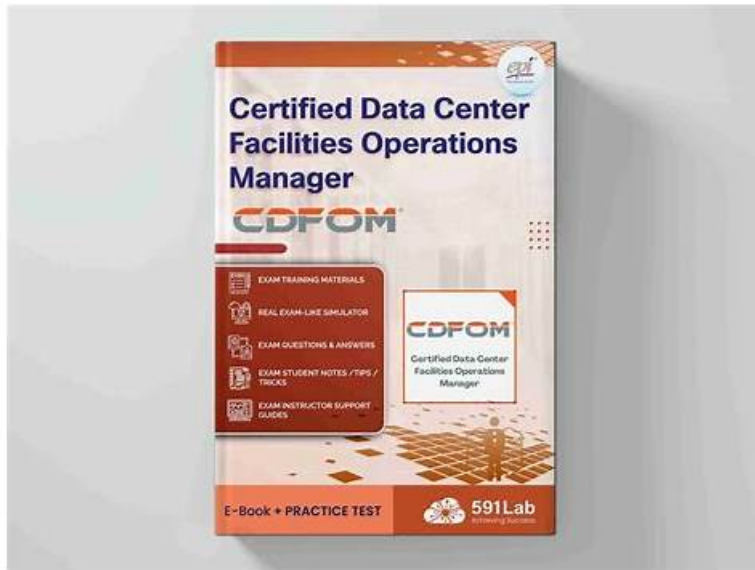 epi
Certified Data Center
Facilities Operations
Manager
CDFOM®
EXAM TRAINING MATERIALS
REAL EXAM-LIKE SIMULATOR
EXAM QUESTIONS & ANSWERS
EXAM STUDENT NOTES /TIPS /
TRICKS
EXAM INSTRUCTOR SUPPORT
GUIDES
CDFOM
Certified Data Center
Facilities Operations
Manager
E-Book + PRACTICE TEST
591Lab
Achieving Success